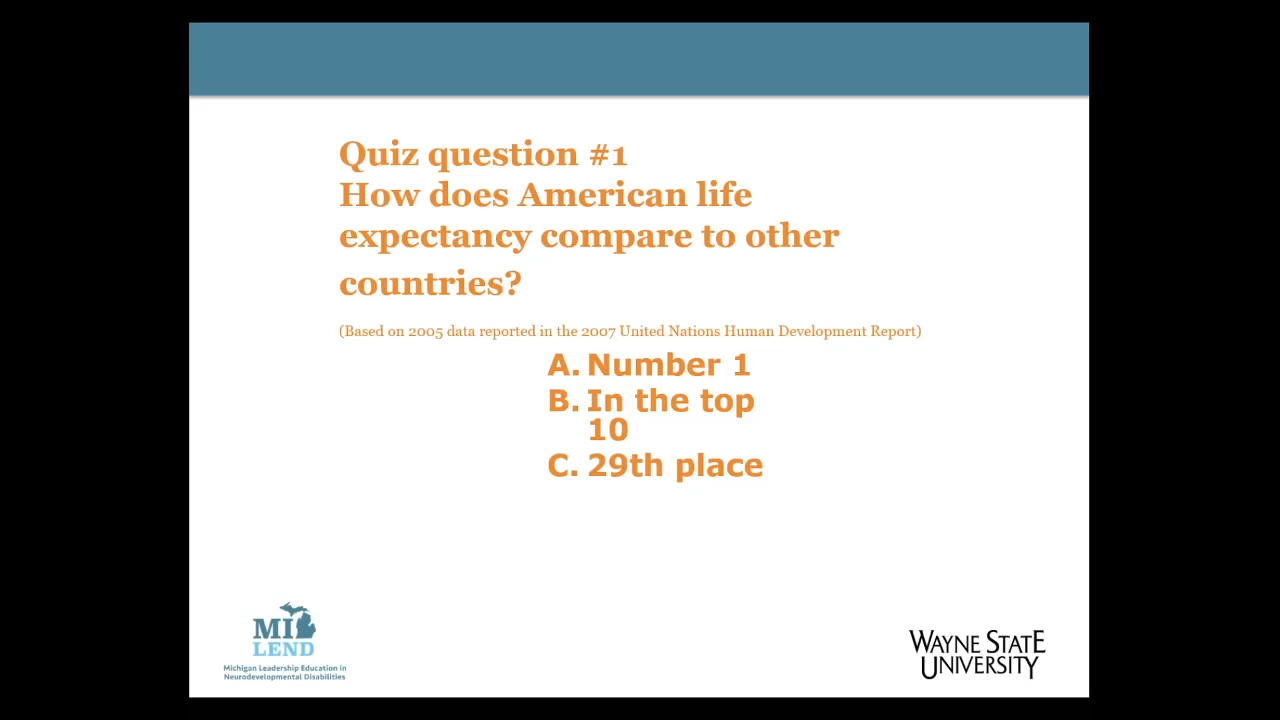 Quiz question #1
How does American life
expectancy compare to other
countries?
(Based on 2005 data reported in the 2007 United Nations Human Development Report)
A. Number 1
B. In the top
10
C. 29th place
MI
LEND
Michigan Leadership Education in
Neurodevelopmental Disabilities
WAYNE STATE
UNIVERSITY